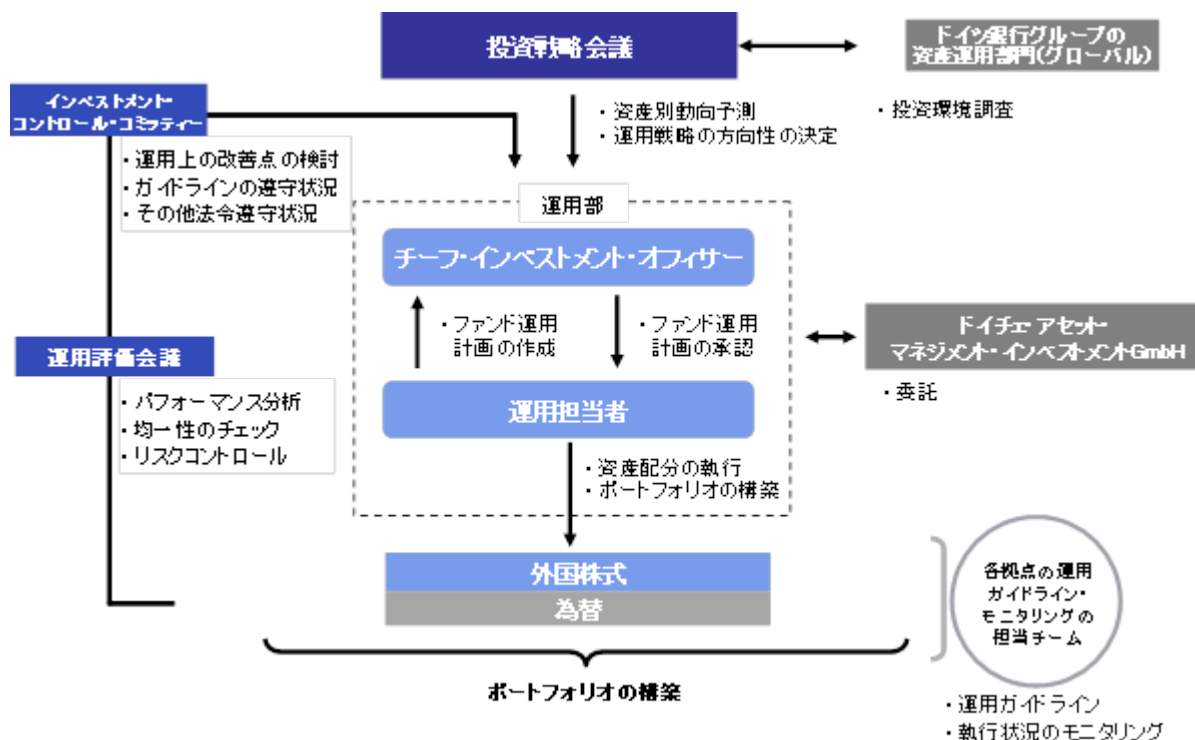 投資戦略会議
ドイツ銀行グループの
資産運用部門(グローバル)
・投資環境調査
・資産別動向予測
・運用戦略の方向性の決定
インベストメント・
コントロール・コミッティー
・運用上の改善点の検討
・ガイドラインの遵守状況
・その他法令遵守状況
運用部
チーフ・インベストメント・オフィサー
・ファンド運用
計画の作成
・ファンド運用
計画の承認
ドイチェ・アセット・
マネジメント・インベストメントGmbH
・委託
運用評価会議
・パフォーマンス分析
・均一性のチェック
・リスクコントロール
運用担当者
・資産配分の執行
・ポートフォリオの構築
外国株式
為替
各拠点の運用
ガイドライン・
モニタリングの
担当チーム
ポートフォリオの構築
・運用ガイドライン
・執行状況のモニタリング